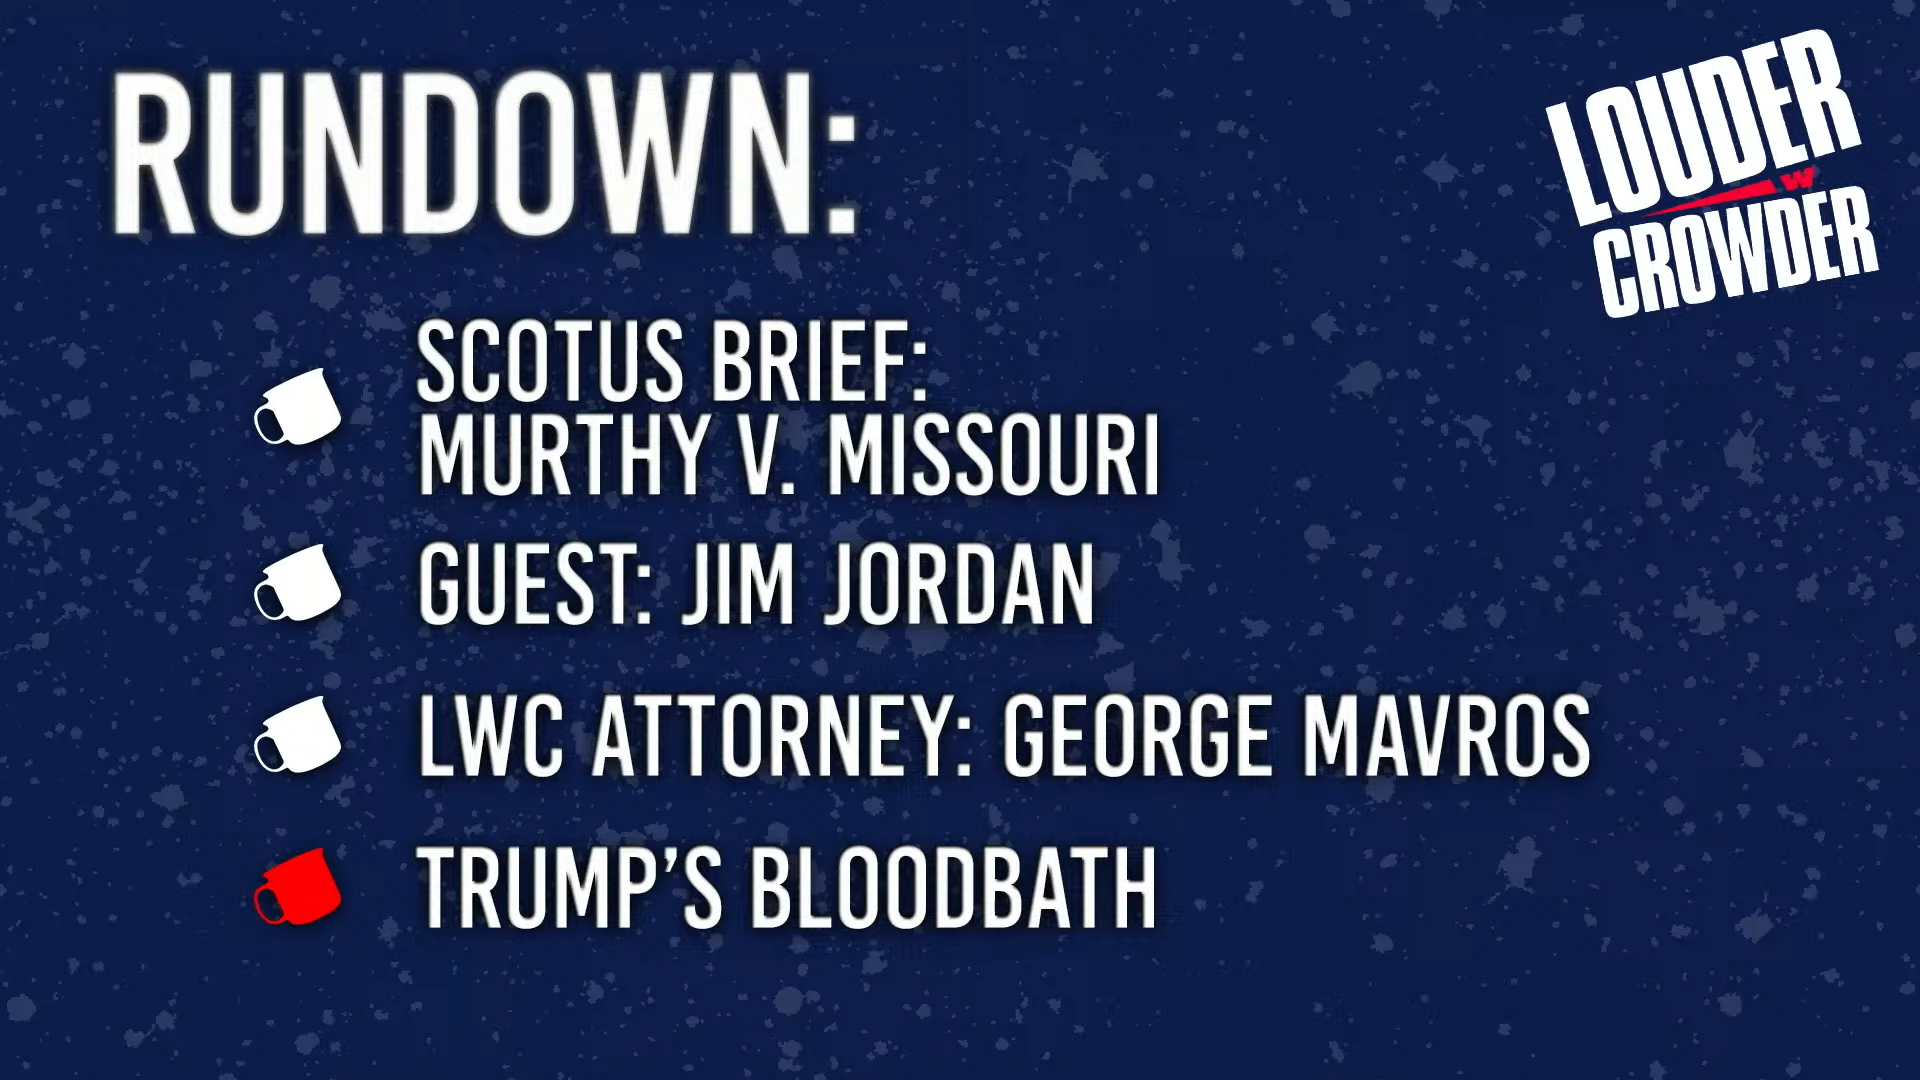 RUNDOWN:
LOUDER
W
CROWDER
SCOTUS BRIEF:
MURTHY V. MISSOURI
GUEST: JIM JORDAN
LWC ATTORNEY: GEORGE MAVROS
TRUMP’S BLOODBATH